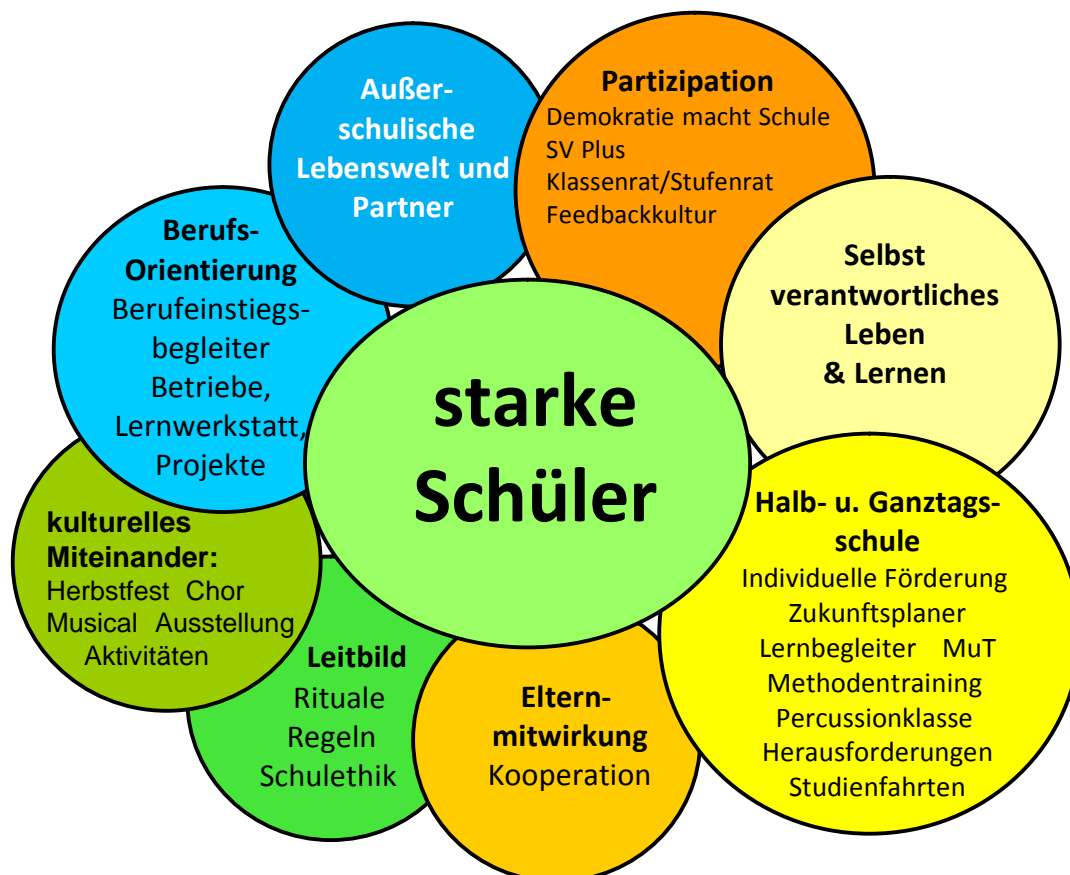 Außer-
schulische
Lebenswelt und
Partner
Partizipation
Demokratie macht Schule
SV Plus
Klassenrat/Stufenrat
Feedbackkultur
Selbst
verantwortliches
Leben
& Lernen
Berufs-
Orientierung
Berufeinstiegs-
begleiter
Betriebe,
Lernwerkstatt,
Projekte
starke
Schüler
Halb- u. Ganztags-
schule
Individuelle Förderung
Zukunftsplaner
Lernbegleiter MuT
Methodentraining
Percussionklasse
Herausforderungen
Studienfahrten
kulturelles
Miteinander:
Herbstfest Chor
Musical Ausstellung
Aktivitäten
Leitbild
Rituale
Regeln
Schulethik
Eltern-
mitwirkung
Kooperation